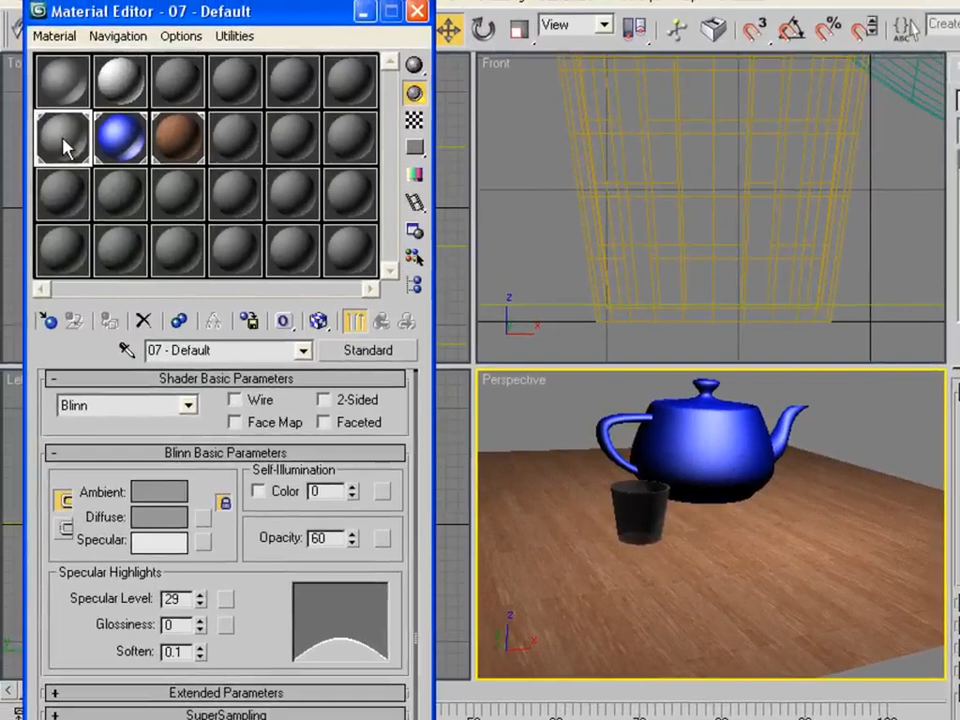 Material Editor - 07 - Default
Material Navigation Options Utilities
View
Create
07 - Default Standard
- Shader Basic Parameters
Blinn
Wire 2-Sided
Face Map Faceted
- Blinn Basic Parameters
Self-Illumination
Ambient: Color 0
Diffuse:
Specular: Opacity: 60
Specular Highlights
Specular Level: 29
Glossiness: 0
Soften: 0.1
+ Extended Parameters
+ SuperSampling
Front
z
x
Perspective
z
x